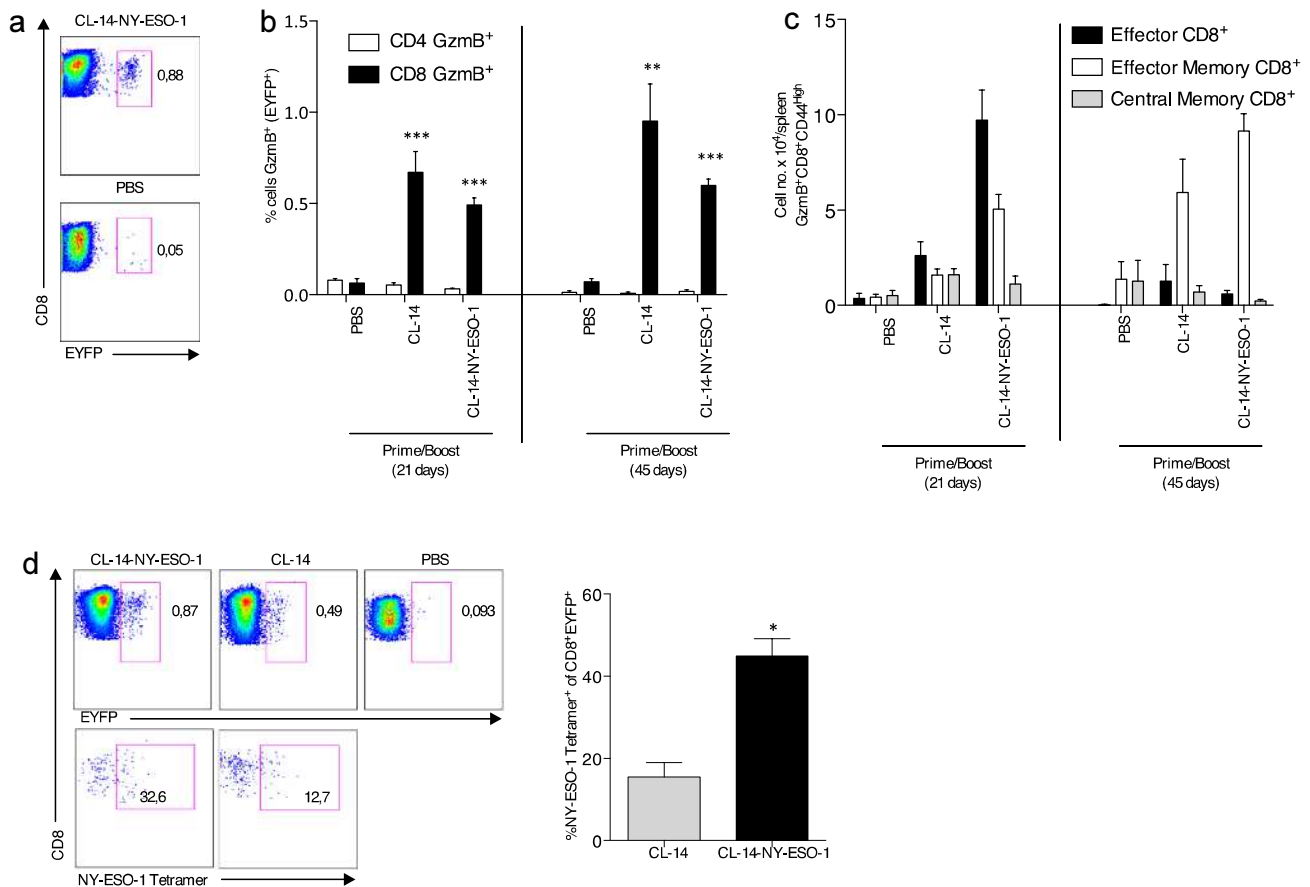 a
CL-14-NY-ESO-1
0,88
PBS
0,05
CD8
EYFP
b
1.5
1.0
0.5
0.0
% cells GzmB+ (EYFP+)
CD4 GzmB+
CD8 GzmB+
***
***
**
***
PBS
CL-14
CL-14-NY-ESO-1
PBS
CL-14
CL-14-NY-ESO-1
Prime/Boost
(21 days)
Prime/Boost
(45 days)
c
15
10
5
0
Cell no. x 10⁴/spleen
GzmB+CD8+CD44High
Effector CD8+
Effector Memory CD8+
Central Memory CD8+
PBS
CL-14
CL-14-NY-ESO-1
PBS
CL-14
CL-14-NY-ESO-1
Prime/Boost
(21 days)
Prime/Boost
(45 days)
d
CL-14-NY-ESO-1
CL-14
PBS
0,87
0,49
0,093
EYFP
32,6
12,7
CD8
NY-ESO-1 Tetramer
60
40
20
0
%NY-ESO-1 Tetramer+ of CD8+EYFP+
*
CL-14
CL-14-NY-ESO-1